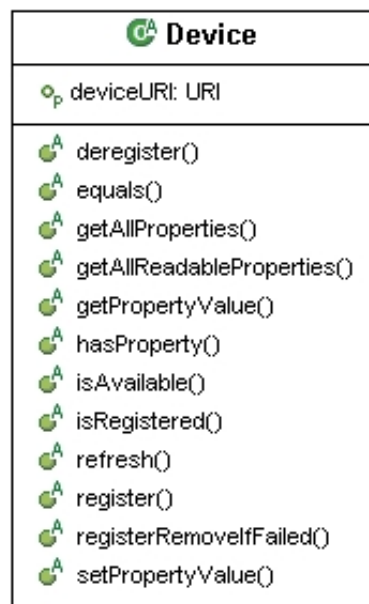 Device
deviceURI: URI
deregister()
equals()
getAllProperties()
getAllReadableProperties()
getPropertyValue()
hasProperty()
isAvailable()
isRegistered()
refresh()
register()
registerRemoveIfFailed()
setPropertyValue()